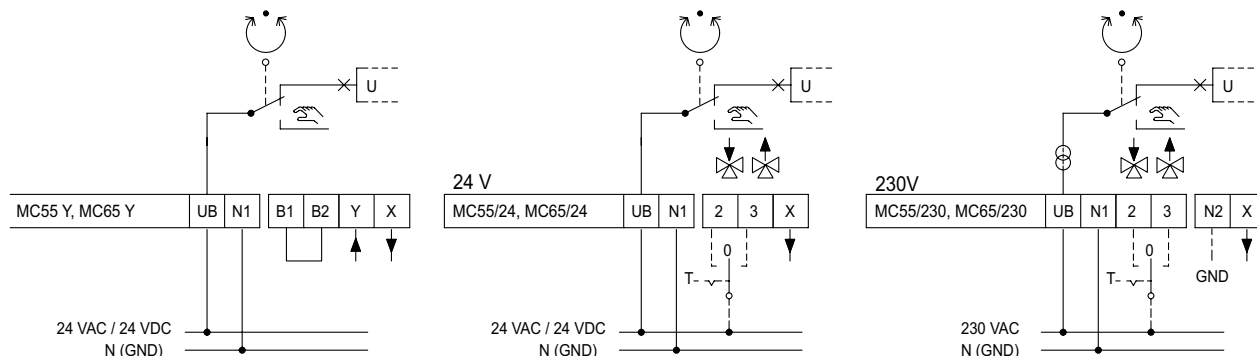 U
MC55 Y, MC65 Y UB N1 B1 B2 Y X
24 VAC / 24 VDC
N (GND)
U
24 V
MC55/24, MC65/24 UB N1 2 3 X
0
T
24 VAC / 24 VDC
N (GND)
U
230V
MC55/230, MC65/230 UB N1 2 3 N2 X
0
T
GND
230 VAC
N (GND)